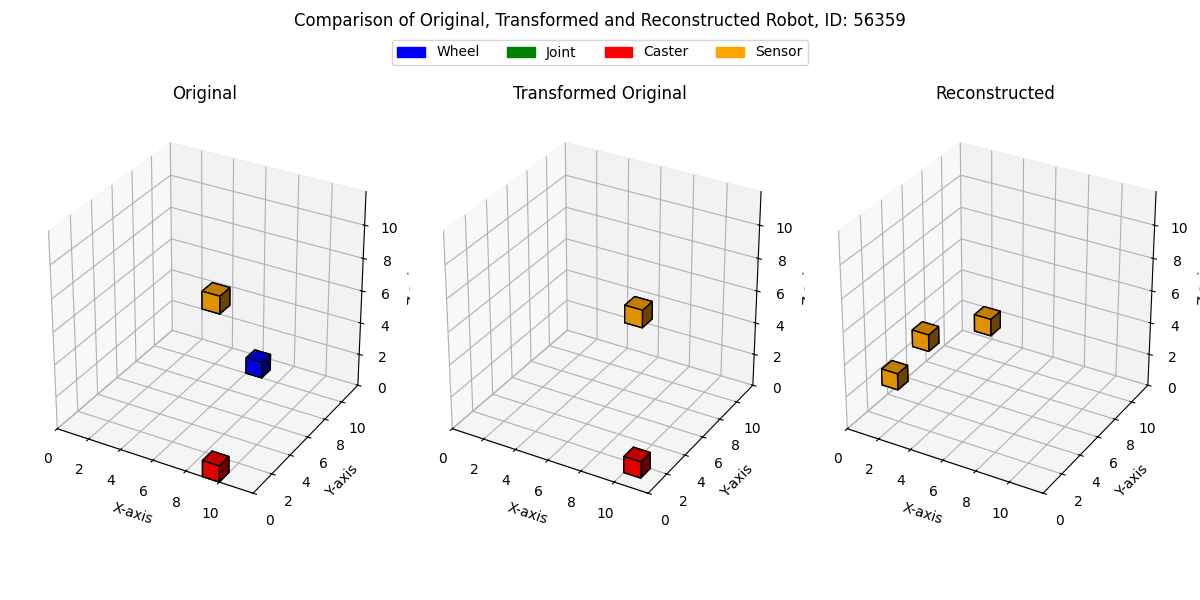 Comparison of Original, Transformed and Reconstructed Robot, ID: 56359
Wheel Joint Caster Sensor
Original Transformed Original Reconstructed
0 2 4 6 8 10
X-axis
0 2 4 6 8 10
Y-axis
0 2 4 6 8 10
0 2 4 6 8 10
X-axis
0 2 4 6 8 10
Y-axis
0 2 4 6 8 10
0 2 4 6 8 10
X-axis
0 2 4 6 8 10
Y-axis
0 2 4 6 8 10